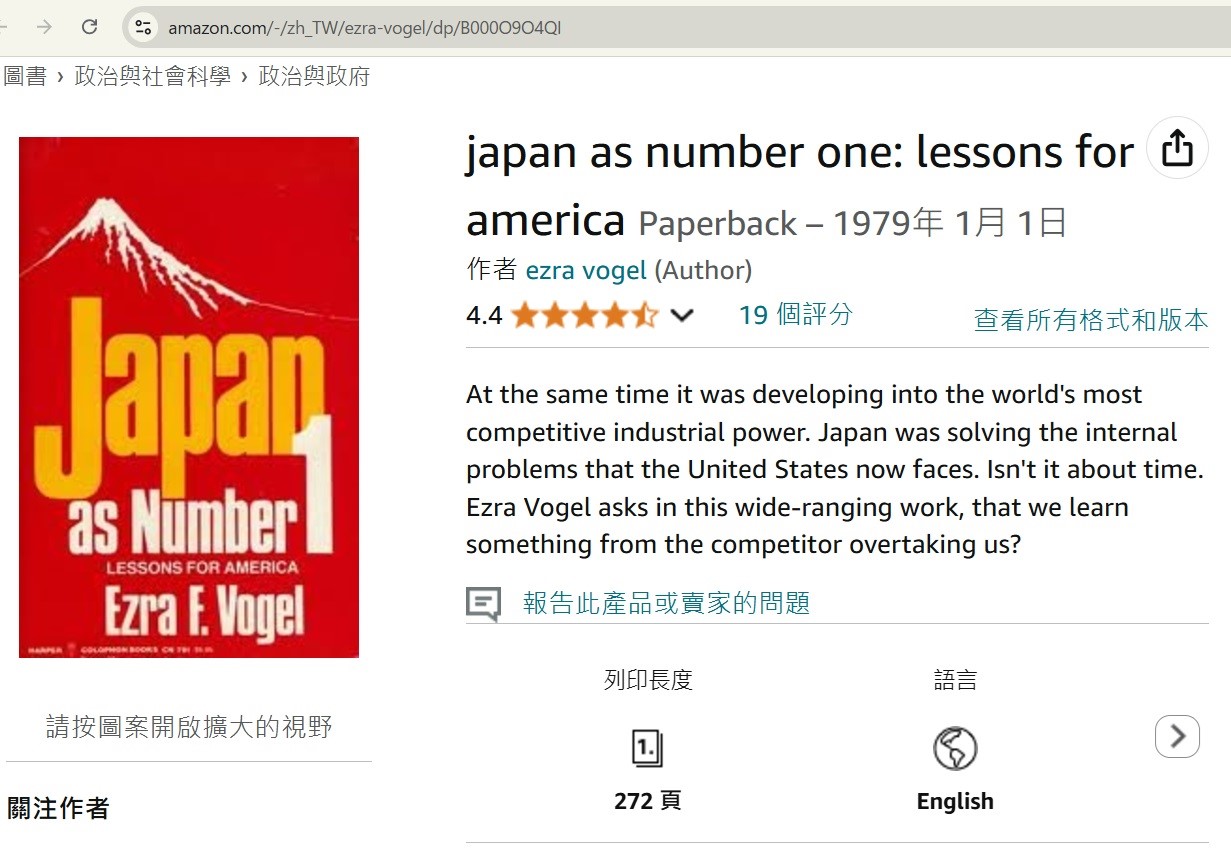 amazon.com/-/zh_TW/ezra-vogel/dp/B000O9O4QI
圖書 › 政治與社會科學 › 政治與政府
Japan
1
as Number
LESSONS FOR AMERICA
Ezra F. Vogel
HARPER COLOPHON BOOKS CN 791
請按圖案開啟擴大的視野
關注作者
japan as number one: lessons for
america Paperback – 1979年 1月 1日
作者 ezra vogel (Author)
4.4
19 個評分
查看所有格式和版本
At the same time it was developing into the world's most
competitive industrial power. Japan was solving the internal
problems that the United States now faces. Isn't it about time.
Ezra Vogel asks in this wide-ranging work, that we learn
something from the competitor overtaking us?
報告此產品或賣家的問題
列印長度
1.
272 頁
語言
English